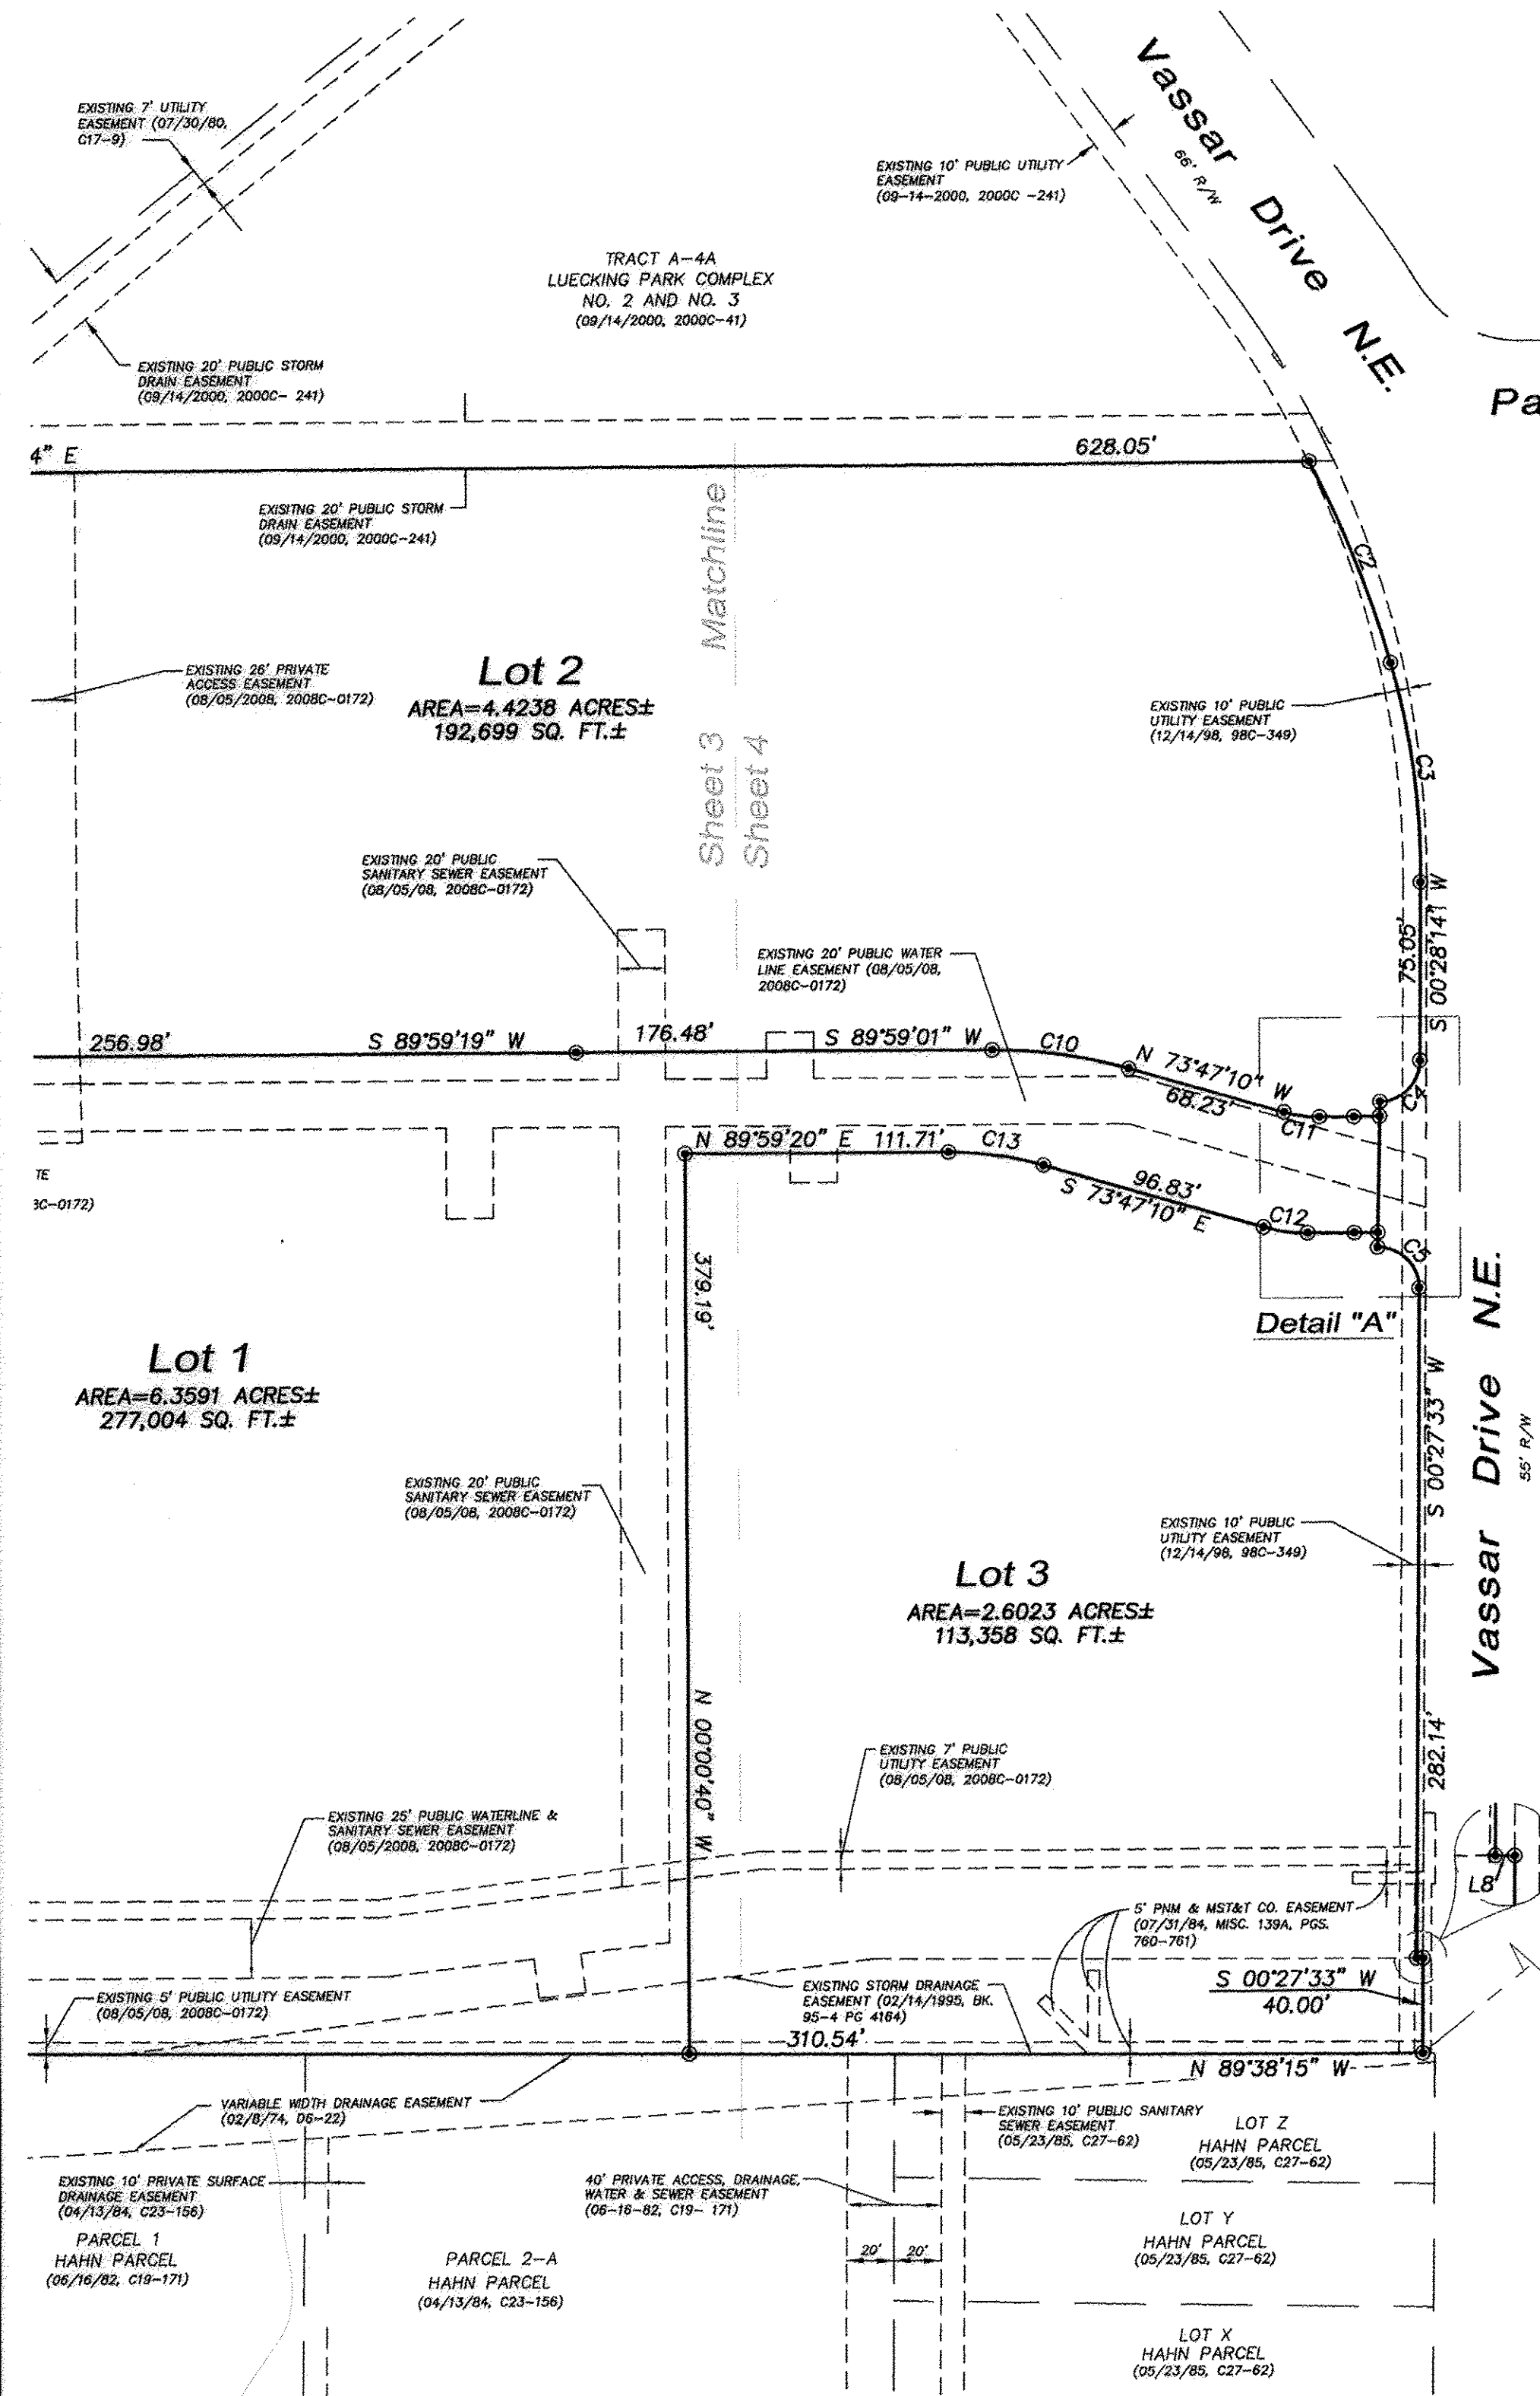 EXISTING 7' UTILITY
EASEMENT (07/30/80,
C17-9)
Vassar Drive N.E.
66' R/W
EXISTING 10' PUBLIC UTILITY
EASEMENT
(09-14-2000, 2000C -241)
TRACT A-4A
LUECKING PARK COMPLEX
NO. 2 AND NO. 3
(09/14/2000, 2000C-41)
EXISTING 20' PUBLIC STORM
DRAIN EASEMENT
(09/14/2000, 2000C- 241)
Pa
4" E
628.05'
EXISITNG 20' PUBLIC STORM
DRAIN EASEMENT
(09/14/2000, 2000C-241)
Matchline
C2
EXISTING 26' PRIVATE
ACCESS EASEMENT
(08/05/2008, 2008C-0172)
Lot 2
AREA=4.4238 ACRES±
192,699 SQ. FT.±
EXISTING 10' PUBLIC
UTILITY EASEMENT
(12/14/98, 98C-349)
Sheet 3
Sheet 4
C3
EXISTING 20' PUBLIC
SANITARY SEWER EASEMENT
(08/05/08, 2008C-0172)
75.05'
S 00°28'14" W
EXISTING 20' PUBLIC WATER
LINE EASEMENT (08/05/08,
2008C-0172)
256.98'
S 89°59'19" W
176.48'
S 89°59'01" W
C10
N 73°47'10" W
68.23'
C11
C4
N 89°59'20" E 111.71'
C13
96.83'
S 73°47'10" E
C12
C5
TE
3C-0172)
379.19'
Detail "A"
Vassar Drive N.E.
55' R/W
Lot 1
AREA=6.3591 ACRES±
277,004 SQ. FT.±
S 00°27'33" W
EXISTING 20' PUBLIC
SANITARY SEWER EASEMENT
(08/05/08, 2008C-0172)
EXISTING 10' PUBLIC
UTILITY EASEMENT
(12/14/98, 98C-349)
Lot 3
AREA=2.6023 ACRES±
113,358 SQ. FT.±
N 00°00'40" W
282.14'
EXISTING 7' PUBLIC
UTILITY EASEMENT
(08/05/08, 2008C-0172)
EXISTING 25' PUBLIC WATERLINE &
SANITARY SEWER EASEMENT
(08/05/2008, 2008C-0172)
L8
5' PNM & MST&T CO. EASEMENT
(07/31/84, MISC. 139A, PGS.
760-761)
EXISTING 5' PUBLIC UTILITY EASEMENT
(08/05/08, 2008C-0172)
EXISTING STORM DRAINAGE
EASEMENT (02/14/1995, BK.
95-4 PG 4164)
S 00°27'33" W
40.00'
310.54'
N 89°38'15" W
VARIABLE WIDTH DRAINAGE EASEMENT
(02/8/74, D6-22)
EXISTING 10' PUBLIC SANITARY
SEWER EASEMENT
(05/23/85, C27-62)
LOT Z
HAHN PARCEL
(05/23/85, C27-62)
EXISTING 10' PRIVATE SURFACE
DRAINAGE EASEMENT
(04/13/84, C23-156)
40' PRIVATE ACCESS, DRAINAGE,
WATER & SEWER EASEMENT
(06-16-82, C19- 171)
PARCEL 1
HAHN PARCEL
(06/16/82, C19-171)
PARCEL 2-A
HAHN PARCEL
(04/13/84, C23-156)
20'
20'
LOT Y
HAHN PARCEL
(05/23/85, C27-62)
LOT X
HAHN PARCEL
(05/23/85, C27-62)